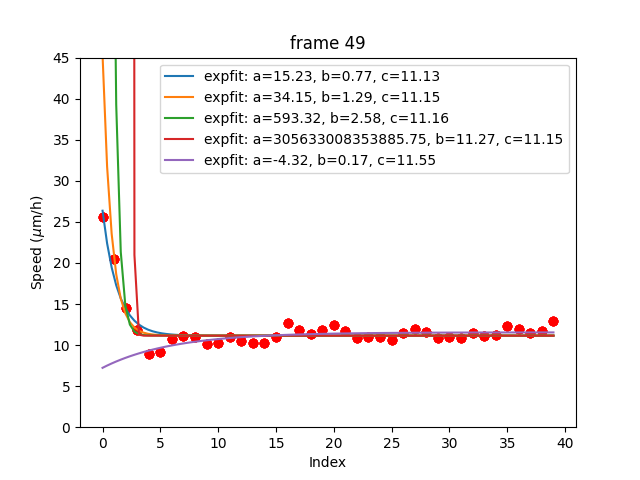 frame 49
expfit: a=15.23, b=0.77, c=11.13
expfit: a=34.15, b=1.29, c=11.15
expfit: a=593.32, b=2.58, c=11.16
expfit: a=305633008353885.75, b=11.27, c=11.15
expfit: a=-4.32, b=0.17, c=11.55
45
40
35
30
25
20
15
10
5
0
Speed (μm/h)
0 5 10 15 20 25 30 35 40
Index